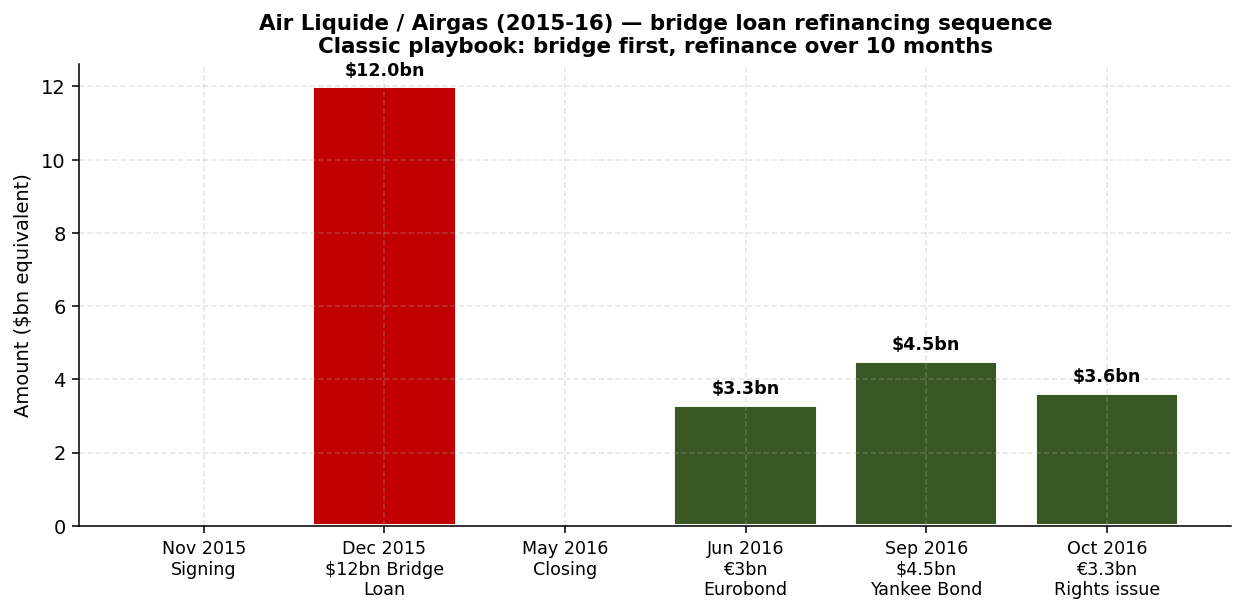 Air Liquide / Airgas (2015-16) — bridge loan refinancing sequence
Classic playbook: bridge first, refinance over 10 months
Amount ($bn equivalent)
12
10
8
6
4
2
0
$12.0bn
$3.3bn
$4.5bn
$3.6bn
Nov 2015
Signing
Dec 2015
$12bn Bridge
Loan
May 2016
Closing
Jun 2016
€3bn
Eurobond
Sep 2016
$4.5bn
Yankee Bond
Oct 2016
€3.3bn
Rights issue